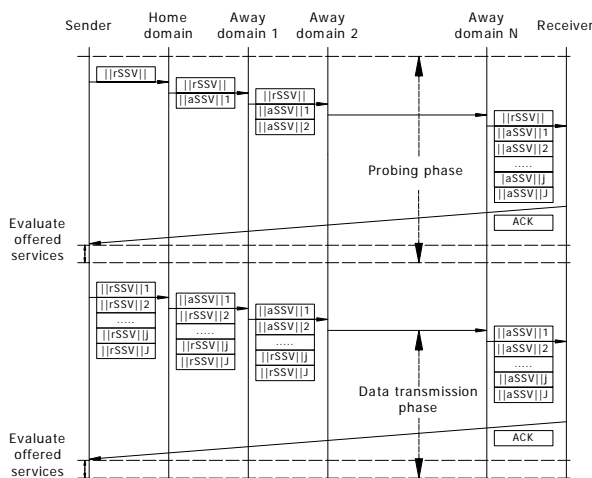 Sender
Home
domain
Away
domain 1
Away
domain 2
Away
domain N
Receiver
||rSSV||
||rSSV||
||aSSV||1
||rSSV||
||aSSV||1
||aSSV||2
||rSSV||
||aSSV||1
||aSSV||2
.....
|aSSV||j
||aSSV||J
Probing phase
ACK
Evaluate
offered
services
||rSSV||1
||rSSV||2
.....
||rSSV||j
||rSSV||J
||aSSV||1
||rSSV||2
.....
||rSSV||j
||rSSV||J
||aSSV||1
||aSSV||2
.....
||rSSV||j
||rSSV||J
||aSSV||1
||aSSV||2
.....
||aSSV||j
||aSSV||J
Data transmission
phase
ACK
Evaluate
offered
services